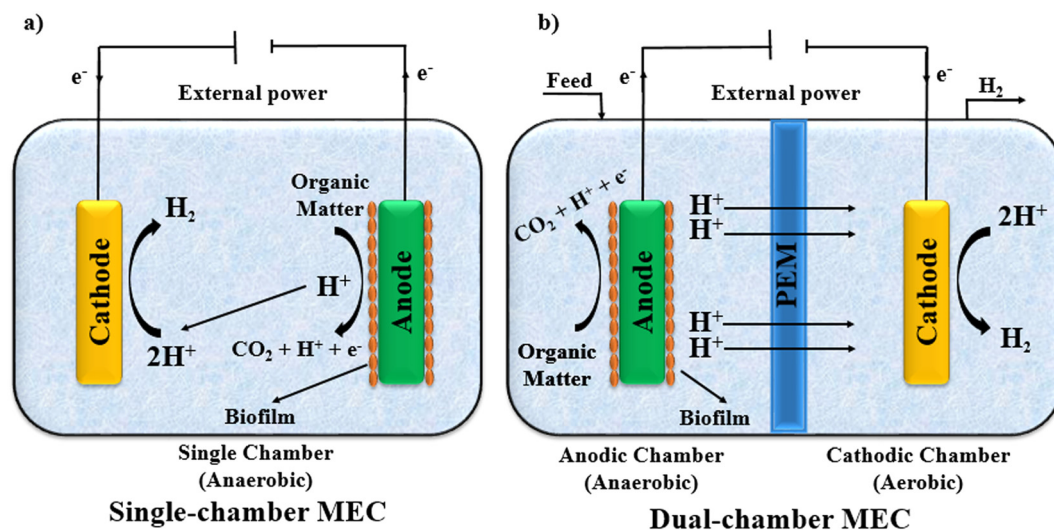 a)
e⁻
e⁻
External power
Cathode
H₂
2H⁺
Organic
Matter
H⁺
CO₂ + H⁺ + e⁻
Anode
Biofilm
Single Chamber
(Anaerobic)
Single-chamber MEC
b)
Feed
e⁻
e⁻
External power
H₂
CO₂ + H⁺ + e⁻
Organic
Matter
Anode
H⁺
H⁺
H⁺
H⁺
Biofilm
PEM
Cathode
2H⁺
H₂
Anodic Chamber
(Anaerobic)
Cathodic Chamber
(Aerobic)
Dual-chamber MEC